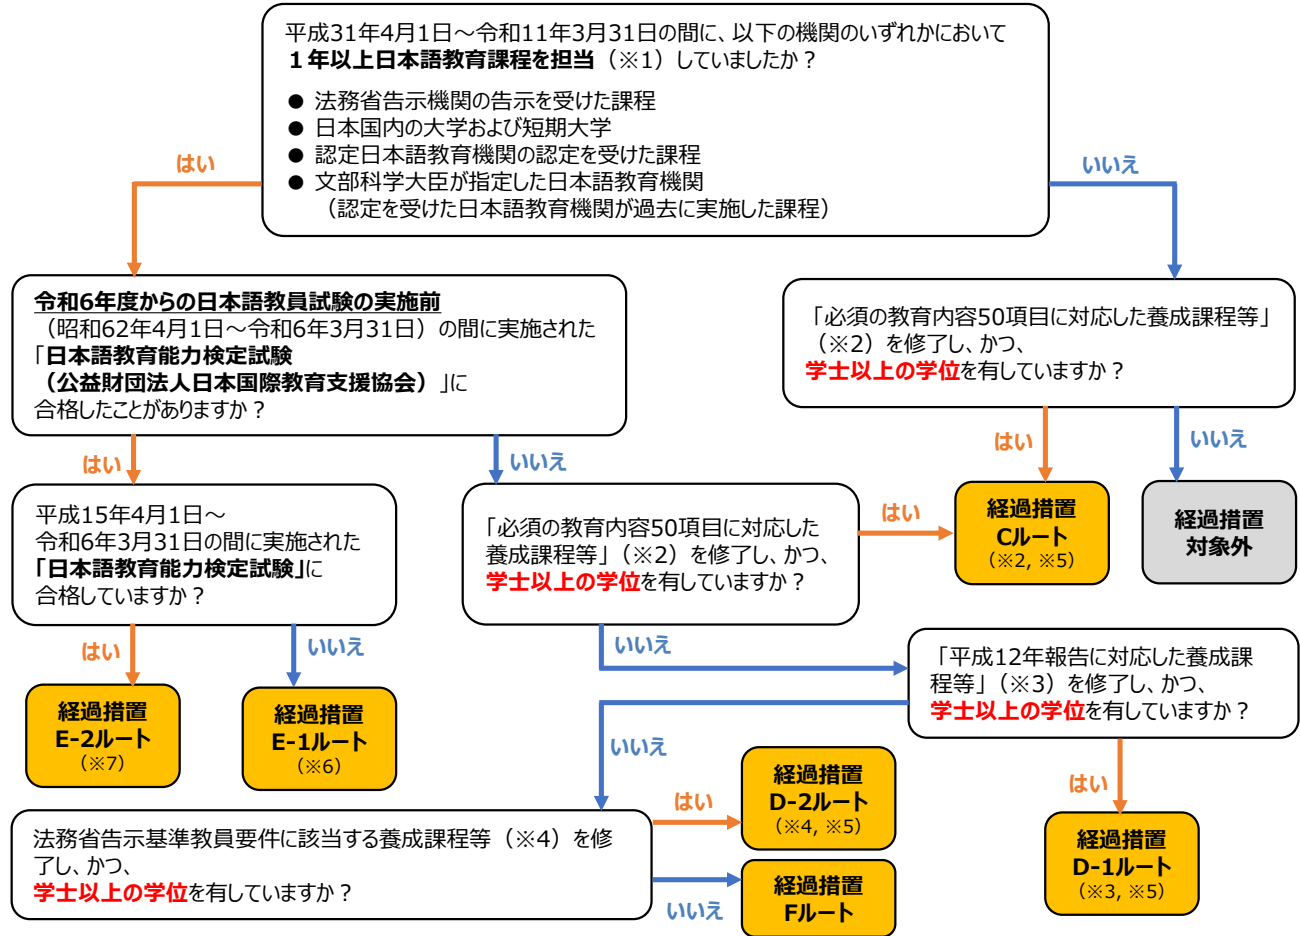 平成31年4月1日～令和11年3月31日の間に、以下の機関のいずれかにおいて
１年以上日本語教育課程を担当（※1）していましたか？
● 法務省告示機関の告示を受けた課程
● 日本国内の大学および短期大学
● 認定日本語教育機関の認定を受けた課程
● 文部科学大臣が指定した日本語教育機関
（認定を受けた日本語教育機関が過去に実施した課程）
はい
いいえ
令和6年度からの日本語教員試験の実施前
（昭和62年4月1日～令和6年3月31日）の間に実施された
「日本語教育能力検定試験
（公益財団法人日本国際教育支援協会）」に
合格したことがありますか？
「必須の教育内容50項目に対応した養成課程等」
（※2）を修了し、かつ、
学士以上の学位を有していますか？
はい
いいえ
はい
いいえ
平成15年4月1日～
令和6年3月31日の間に実施された
「日本語教育能力検定試験」に
合格していますか？
「必須の教育内容50項目に対応した
養成課程等」（※2）を修了し、かつ、
学士以上の学位を有していますか？
はい
経過措置
Cルート
（※2, ※5）
経過措置
対象外
はい
いいえ
いいえ
「平成12年報告に対応した養成課
程等」（※3）を修了し、かつ、
学士以上の学位を有していますか？
経過措置
E-2ルート
（※7）
経過措置
E-1ルート
（※6）
いいえ
はい
法務省告示基準教員要件に該当する養成課程等（※4）を修
了し、かつ、
学士以上の学位を有していますか？
はい
いいえ
経過措置
D-2ルート
（※4, ※5）
経過措置
Fルート
経過措置
D-1ルート
（※3, ※5）